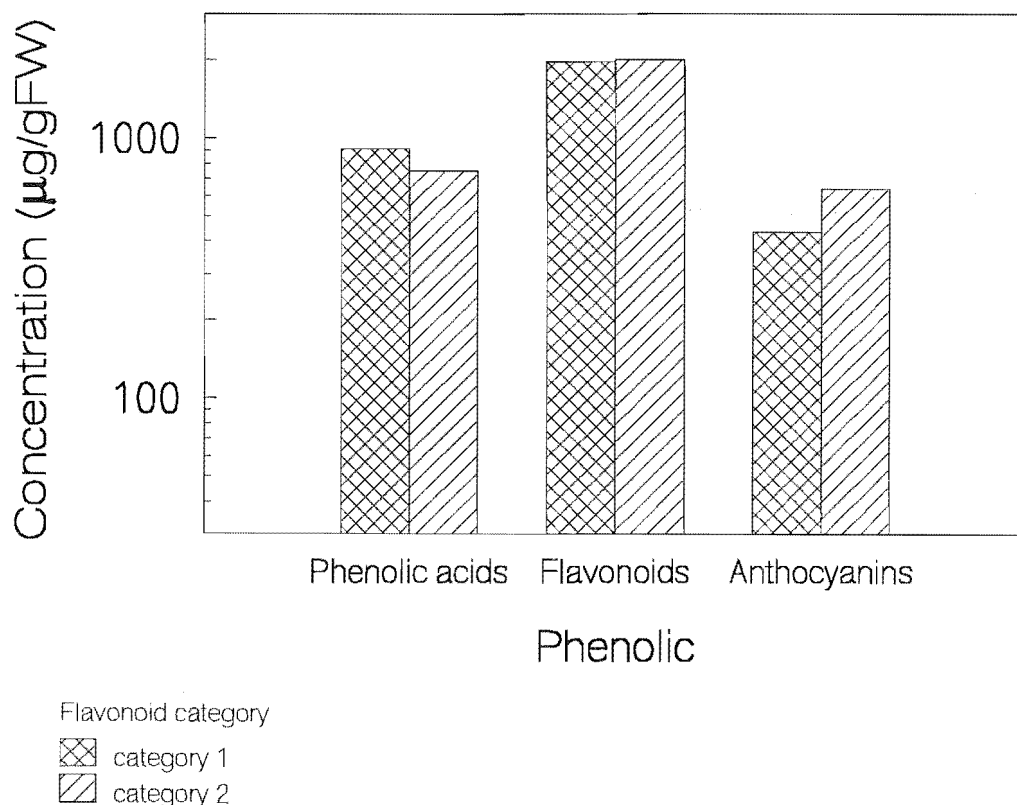 Concentration (µg/gFW)
1000
100
Phenolic acids Flavonoids Anthocyanins
Phenolic
Flavonoid category
category 1
category 2